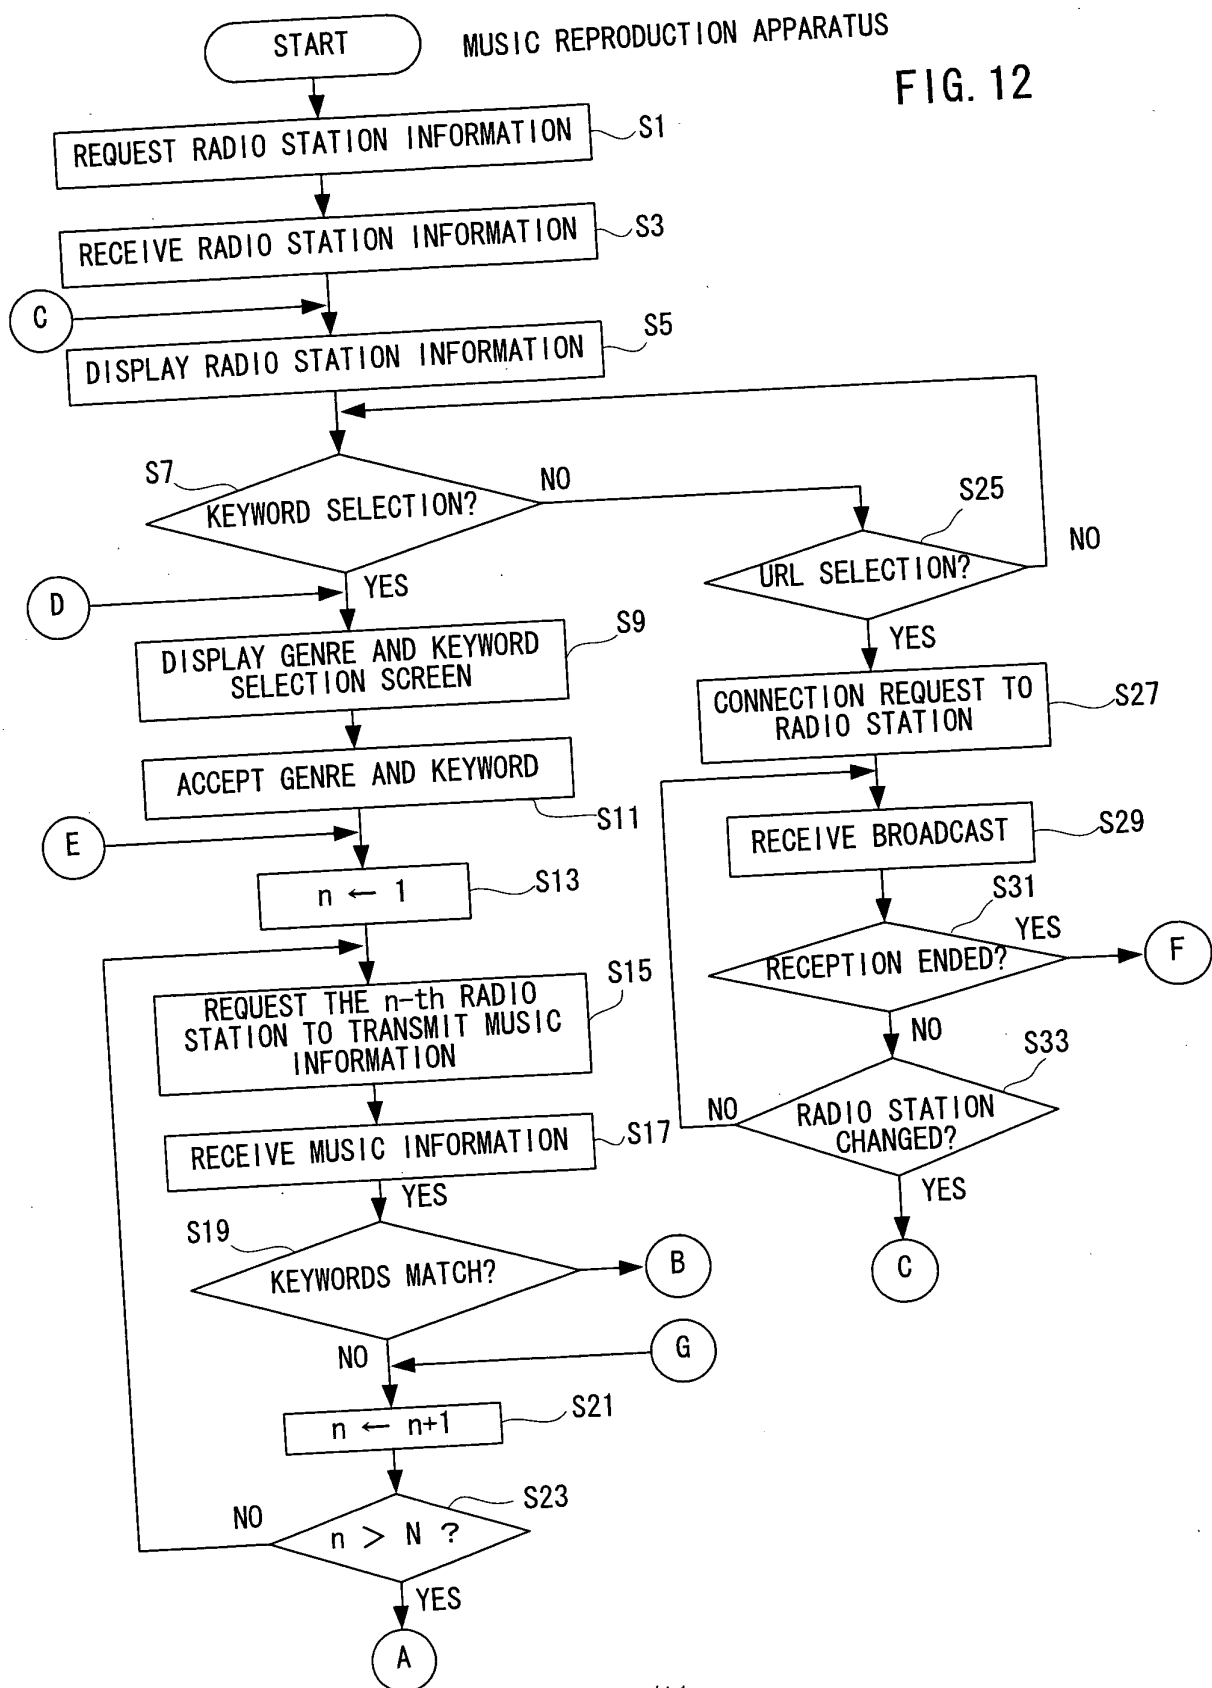 START
MUSIC REPRODUCTION APPARATUS
FIG. 12
REQUEST RADIO STATION INFORMATION
S1
RECEIVE RADIO STATION INFORMATION
S3
C
DISPLAY RADIO STATION INFORMATION
S5
S7
KEYWORD SELECTION?
NO
S25
URL SELECTION?
NO
D
YES
YES
DISPLAY GENRE AND KEYWORD
SELECTION SCREEN
S9
CONNECTION REQUEST TO
RADIO STATION
S27
ACCEPT GENRE AND KEYWORD
S11
E
RECEIVE BROADCAST
S29
n ← 1
S13
S31
RECEPTION ENDED?
YES
F
REQUEST THE n-th RADIO
STATION TO TRANSMIT MUSIC
INFORMATION
S15
NO
S33
RADIO STATION
CHANGED?
NO
RECEIVE MUSIC INFORMATION
S17
YES
YES
S19
KEYWORDS MATCH?
B
C
NO
G
n ← n+1
S21
NO
S23
n > N ?
YES
A